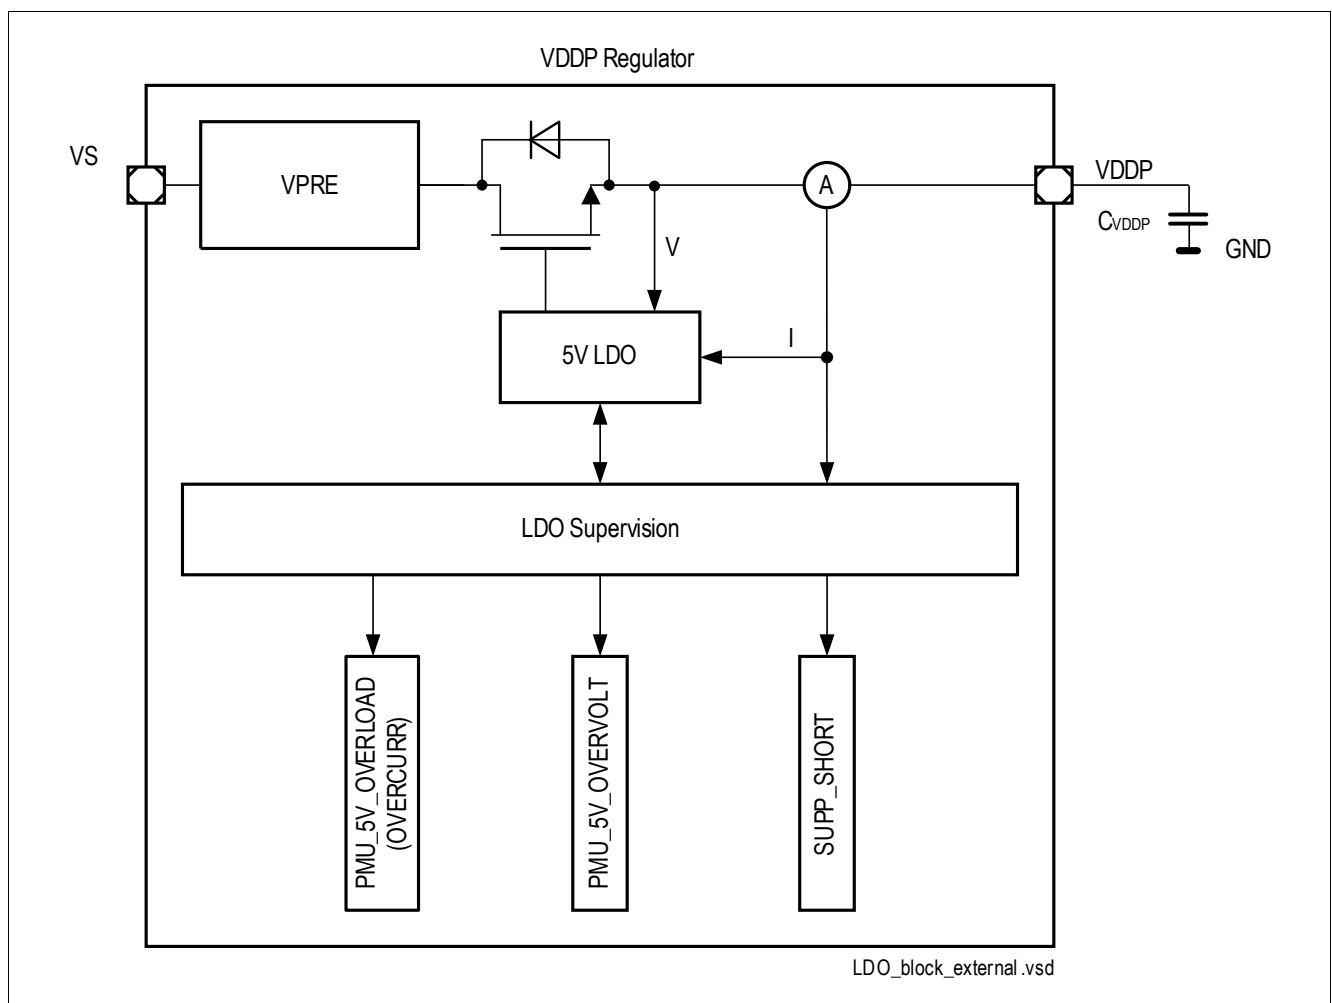 VDDP Regulator
VS
VPRE
A
VDDP
CVDDP
GND
V
I
5V LDO
LDO Supervision
PMU_5V_OVERLOAD
(OVERCURR)
PMU_5V_OVERVOLT
SUPP_SHORT
LDO_block_external.vsd